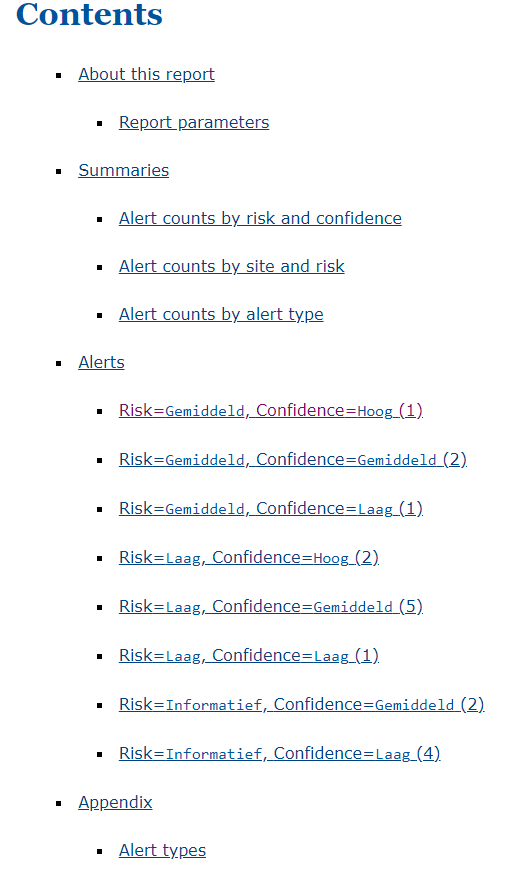 Contents
About this report
Report parameters
Summaries
Alert counts by risk and confidence
Alert counts by site and risk
Alert counts by alert type
Alerts
Risk=Gemiddeld, Confidence=Hoog (1)
Risk=Gemiddeld, Confidence=Gemiddeld (2)
Risk=Gemiddeld, Confidence=Laag (1)
Risk=Laag, Confidence=Hoog (2)
Risk=Laag, Confidence=Gemiddeld (5)
Risk=Laag, Confidence=Laag (1)
Risk=Informatief, Confidence=Gemiddeld (2)
Risk=Informatief, Confidence=Laag (4)
Appendix
Alert types